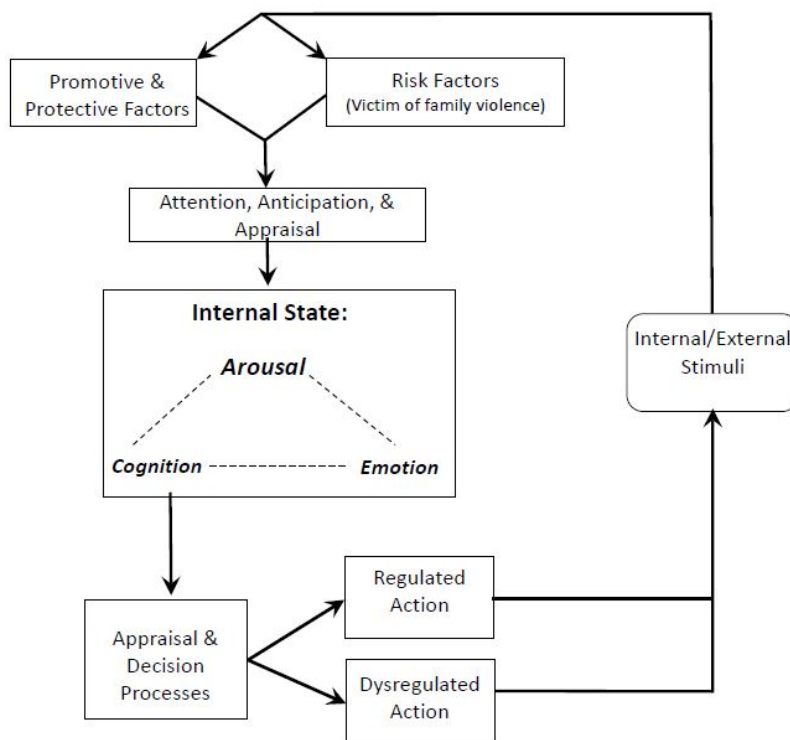 Promotive &
Protective Factors
Risk Factors
(Victim of family violence)
Attention, Anticipation, &
Appraisal
Internal State:
Arousal
Cognition
Emotion
Internal/External
Stimuli
Appraisal &
Decision
Processes
Regulated
Action
Dysregulated
Action